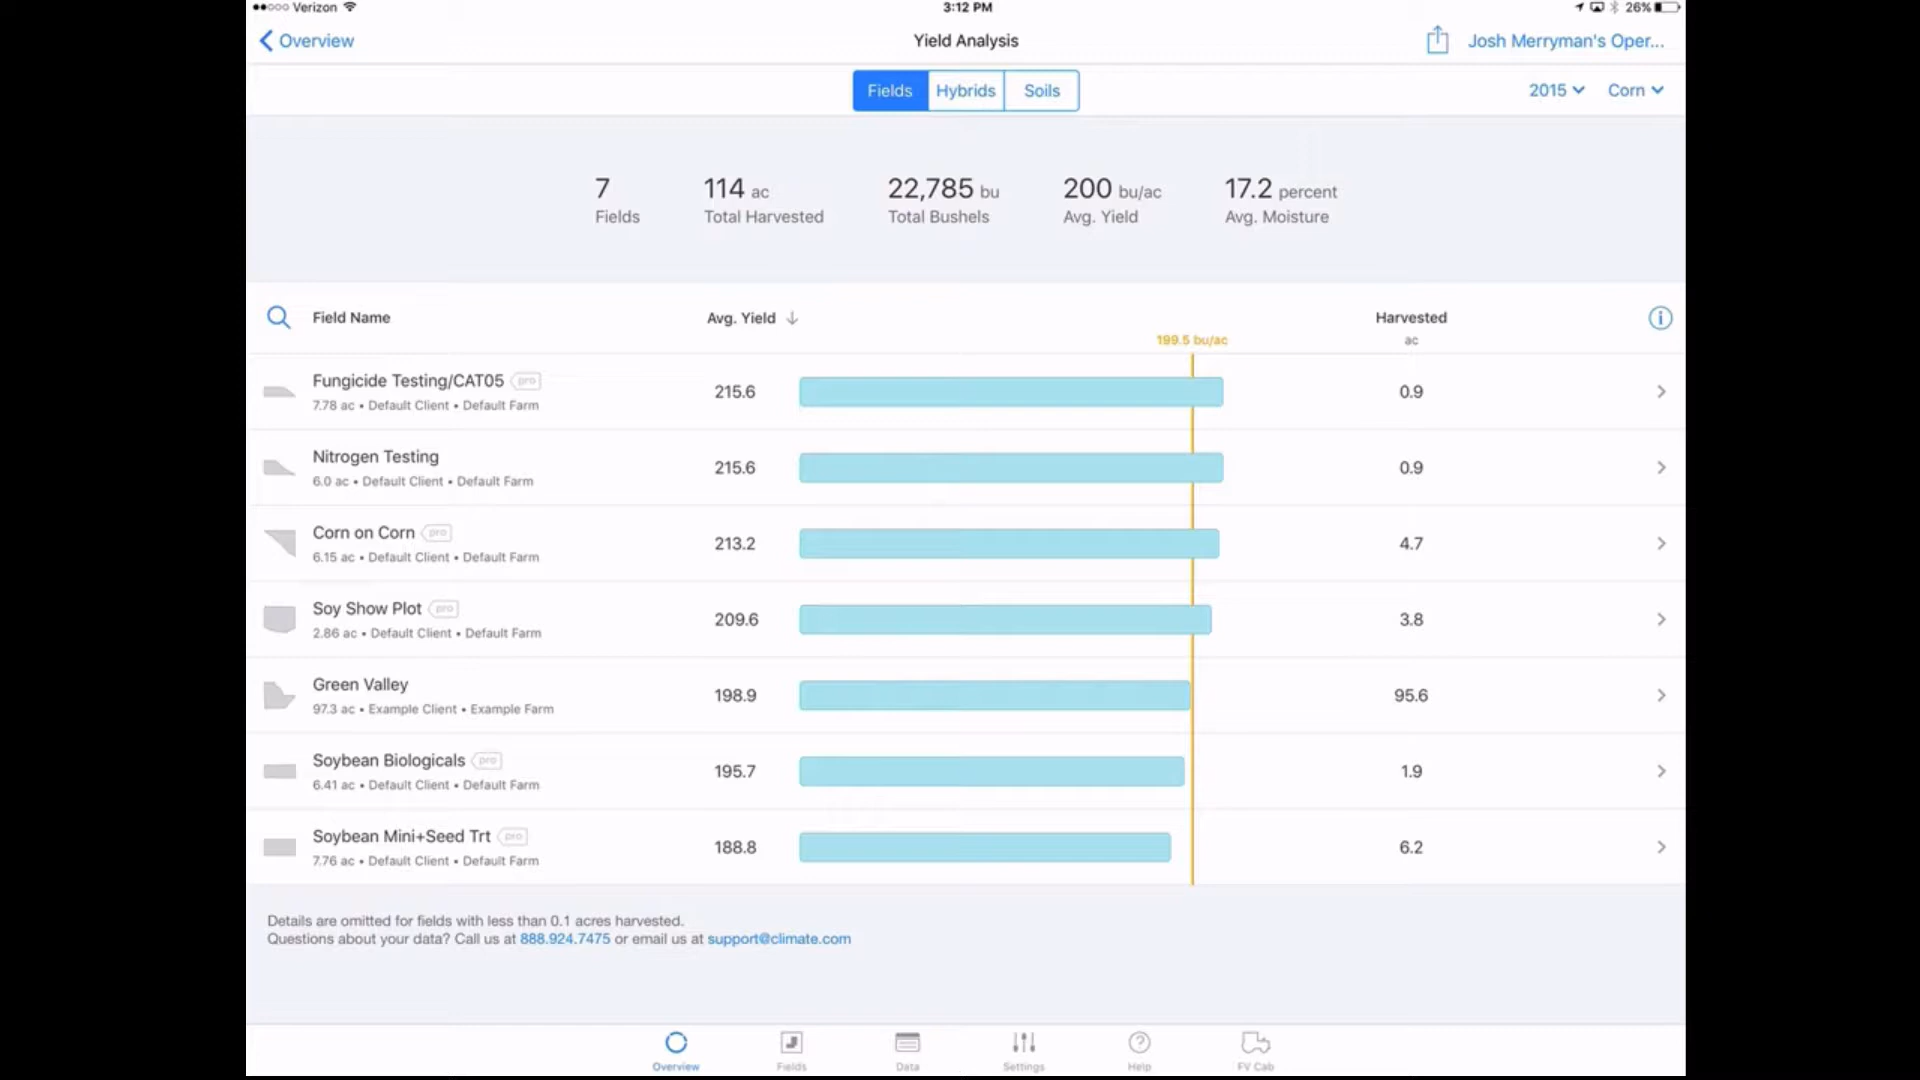 Verizon 3:12 PM 26%
Overview Yield Analysis Josh Merryman's Oper...
Fields Hybrids Soils 2015 Corn
7 114 ac 22,785 bu 200 bu/ac 17.2 percent
Fields Total Harvested Total Bushels Avg. Yield Avg. Moisture
Field Name Avg. Yield Harvested
199.5 bu/ac ac
Fungicide Testing/CAT05 pro
7.78 ac • Default Client • Default Farm
215.6 0.9
Nitrogen Testing
6.0 ac • Default Client • Default Farm
215.6 0.9
Corn on Corn pro
6.15 ac • Default Client • Default Farm
213.2 4.7
Soy Show Plot pro
2.86 ac • Default Client • Default Farm
209.6 3.8
Green Valley
97.3 ac • Example Client • Example Farm
198.9 95.6
Soybean Biologicals pro
6.41 ac • Default Client • Default Farm
195.7 1.9
Soybean Mini+Seed Trt pro
7.76 ac • Default Client • Default Farm
188.8 6.2
Details are omitted for fields with less than 0.1 acres harvested.
Questions about your data? Call us at 888.924.7475 or email us at support@climate.com
Overview Fields Data Settings Help FV Cab